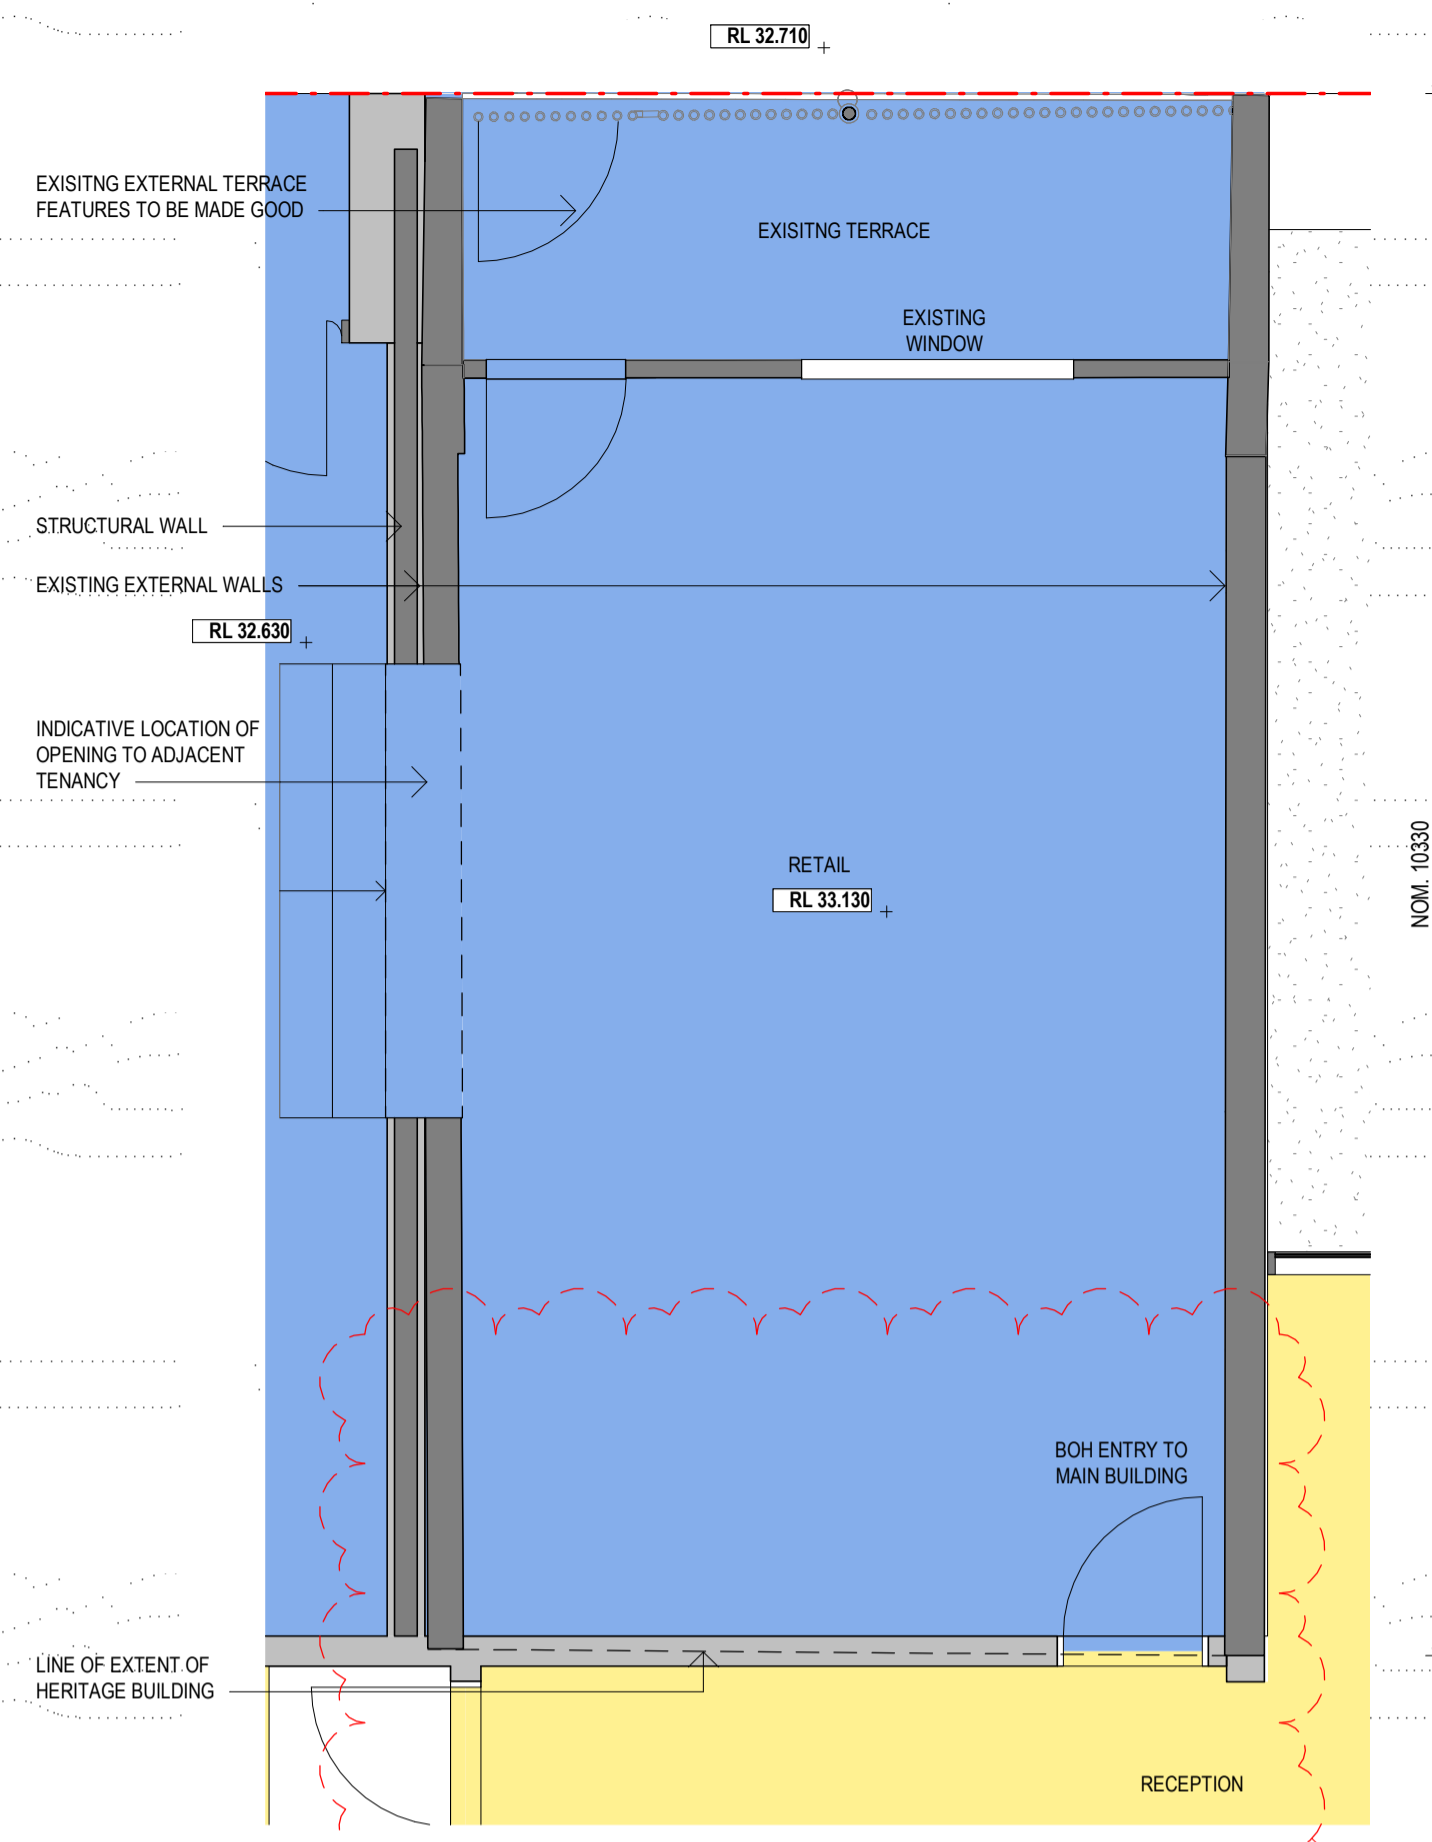 RL 32.710
EXISITNG EXTERNAL TERRACE
FEATURES TO BE MADE GOOD
EXISITNG TERRACE
EXISTING
WINDOW
STRUCTURAL WALL
EXISTING EXTERNAL WALLS
RL 32.630
INDICATIVE LOCATION OF
OPENING TO ADJACENT
TENANCY
RETAIL
RL 33.130
NOM. 10330
BOH ENTRY TO
MAIN BUILDING
LINE OF EXTENT OF
HERITAGE BUILDING
RECEPTION